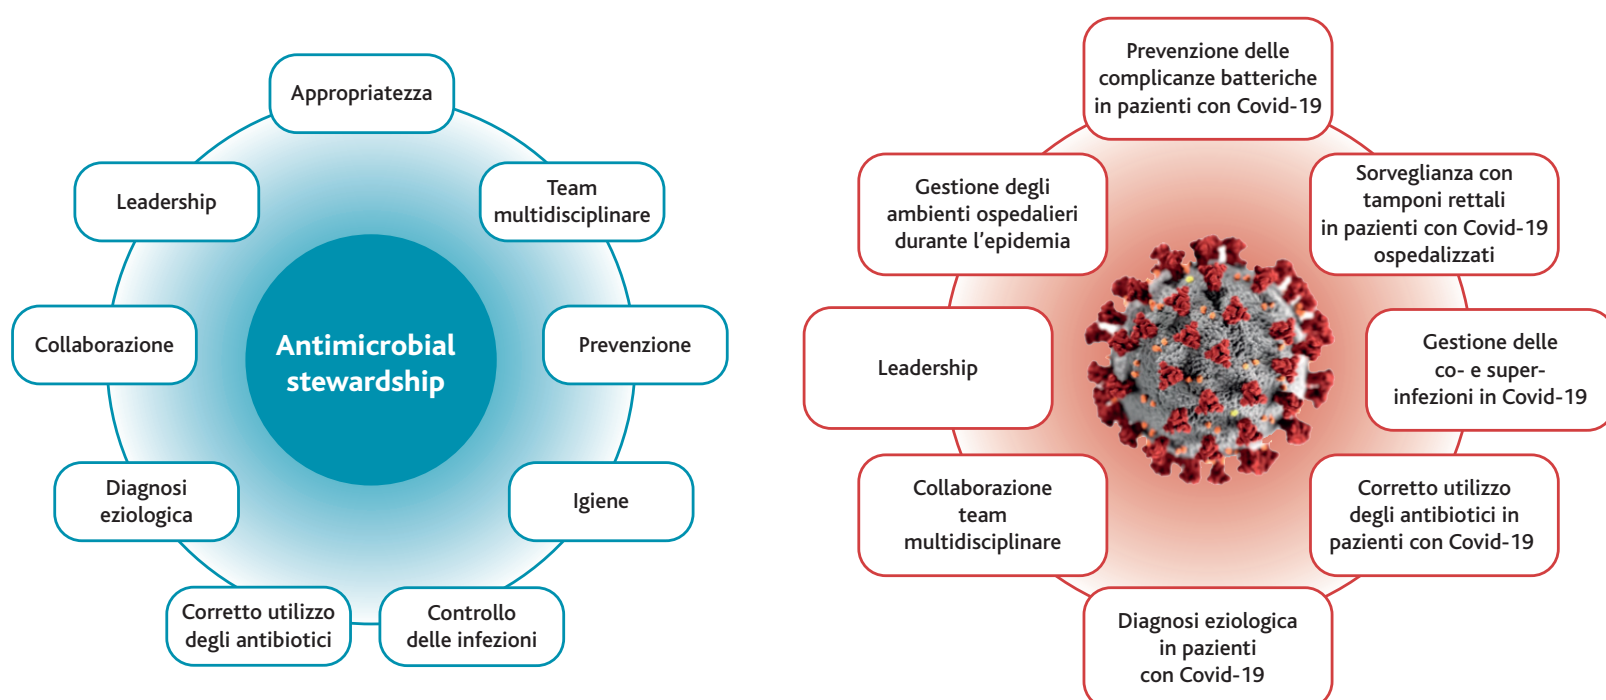 Appropriatezza
Team
multidisciplinare
Prevenzione
Igiene
Controllo
delle infezioni
Corretto utilizzo
degli antibiotici
Diagnosi
eziologica
Collaborazione
Leadership
Antimicrobial
stewardship
Prevenzione delle
complicanze batteriche
in pazienti con Covid-19
Sorveglianza con
tamponi rettali
in pazienti con Covid-19
ospedalizzati
Gestione delle
co- e super-
infezioni in Covid-19
Corretto utilizzo
degli antibiotici in
pazienti con Covid-19
Diagnosi eziologica
in pazienti
con Covid-19
Collaborazione
team
multidisciplinare
Leadership
Gestione degli
ambienti ospedalieri
durante l'epidemia